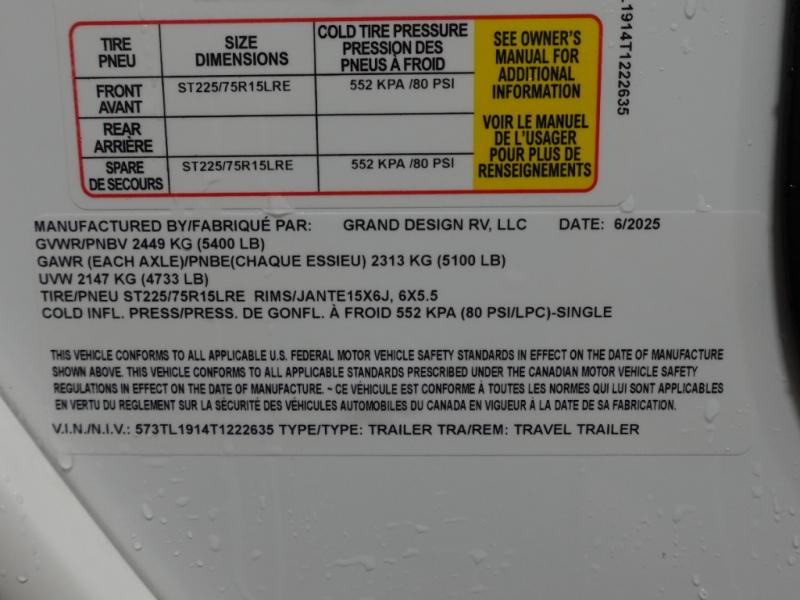 TIRE
PNEU
SIZE
DIMENSIONS
COLD TIRE PRESSURE
PRESSION DES
PNEUS À FROID
FRONT
AVANT
ST225/75R15LRE
552 KPA /80 PSI
REAR
ARRIÈRE
SPARE
DE SECOURS
ST225/75R15LRE
552 KPA /80 PSI
SEE OWNER'S
MANUAL FOR
ADDITIONAL
INFORMATION
VOIR LE MANUEL
DE L'USAGER
POUR PLUS DE
RENSEIGNEMENTS
L1914T1222635
MANUFACTURED BY/FABRIQUÉ PAR: GRAND DESIGN RV, LLC DATE: 6/2025
GVWR/PNBV 2449 KG (5400 LB)
GAWR (EACH AXLE)/PNBE(CHAQUE ESSIEU) 2313 KG (5100 LB)
UVW 2147 KG (4733 LB)
TIRE/PNEU ST225/75R15LRE RIMS/JANTE15X6J, 6X5.5
COLD INFL. PRESS/PRESS. DE GONFL. À FROID 552 KPA (80 PSI/LPC)-SINGLE
THIS VEHICLE CONFORMS TO ALL APPLICABLE U.S. FEDERAL MOTOR VEHICLE SAFETY STANDARDS IN EFFECT ON THE DATE OF MANUFACTURE
SHOWN ABOVE. THIS VEHICLE CONFORMS TO ALL APPLICABLE STANDARDS PRESCRIBED UNDER THE CANADIAN MOTOR VEHICLE SAFETY
REGULATIONS IN EFFECT ON THE DATE OF MANUFACTURE. ~ CE VÉHICULE EST CONFORME À TOUTES LES NORMES QUI LUI SONT APPLICABLES
EN VERTU DU REGLEMENT SUR LA SÉCURITÉ DES VÉHICULES AUTOMOBILES DU CANADA EN VIGUEUR À LA DATE DE SA FABRICATION.
V.I.N./N.I.V.: 573TL1914T1222635 TYPE/TYPE: TRAILER TRA/REM: TRAVEL TRAILER